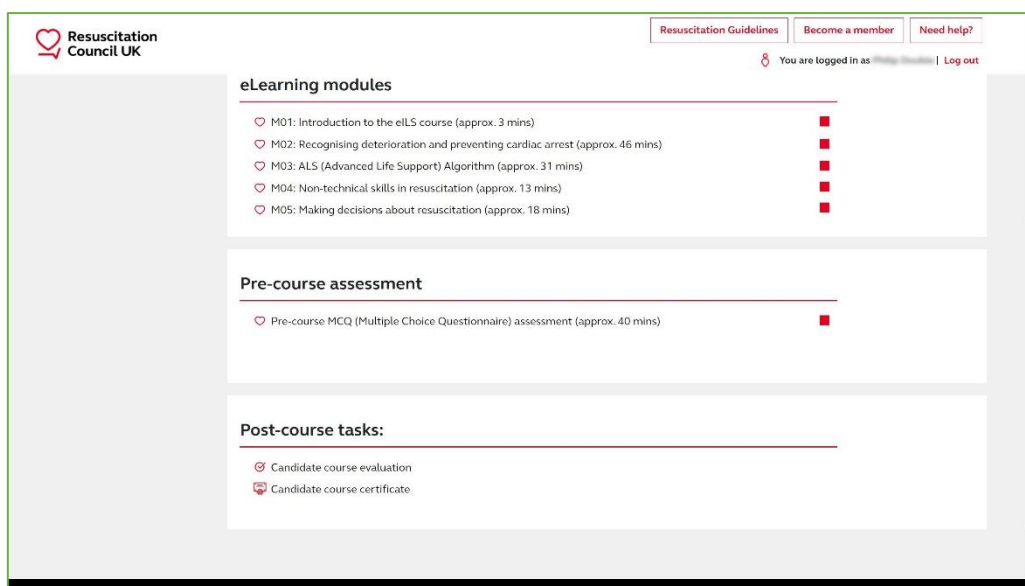 Resuscitation
Council UK
Resuscitation Guidelines
Become a member
Need help?
You are logged in as | Log out
eLearning modules
M01: Introduction to the eILS course (approx. 3 mins)
M02: Recognising deterioration and preventing cardiac arrest (approx. 46 mins)
M03: ALS (Advanced Life Support) Algorithm (approx. 31 mins)
M04: Non-technical skills in resuscitation (approx. 13 mins)
M05: Making decisions about resuscitation (approx. 18 mins)
Pre-course assessment
Pre-course MCQ (Multiple Choice Questionnaire) assessment (approx. 40 mins)
Post-course tasks:
Candidate course evaluation
Candidate course certificate